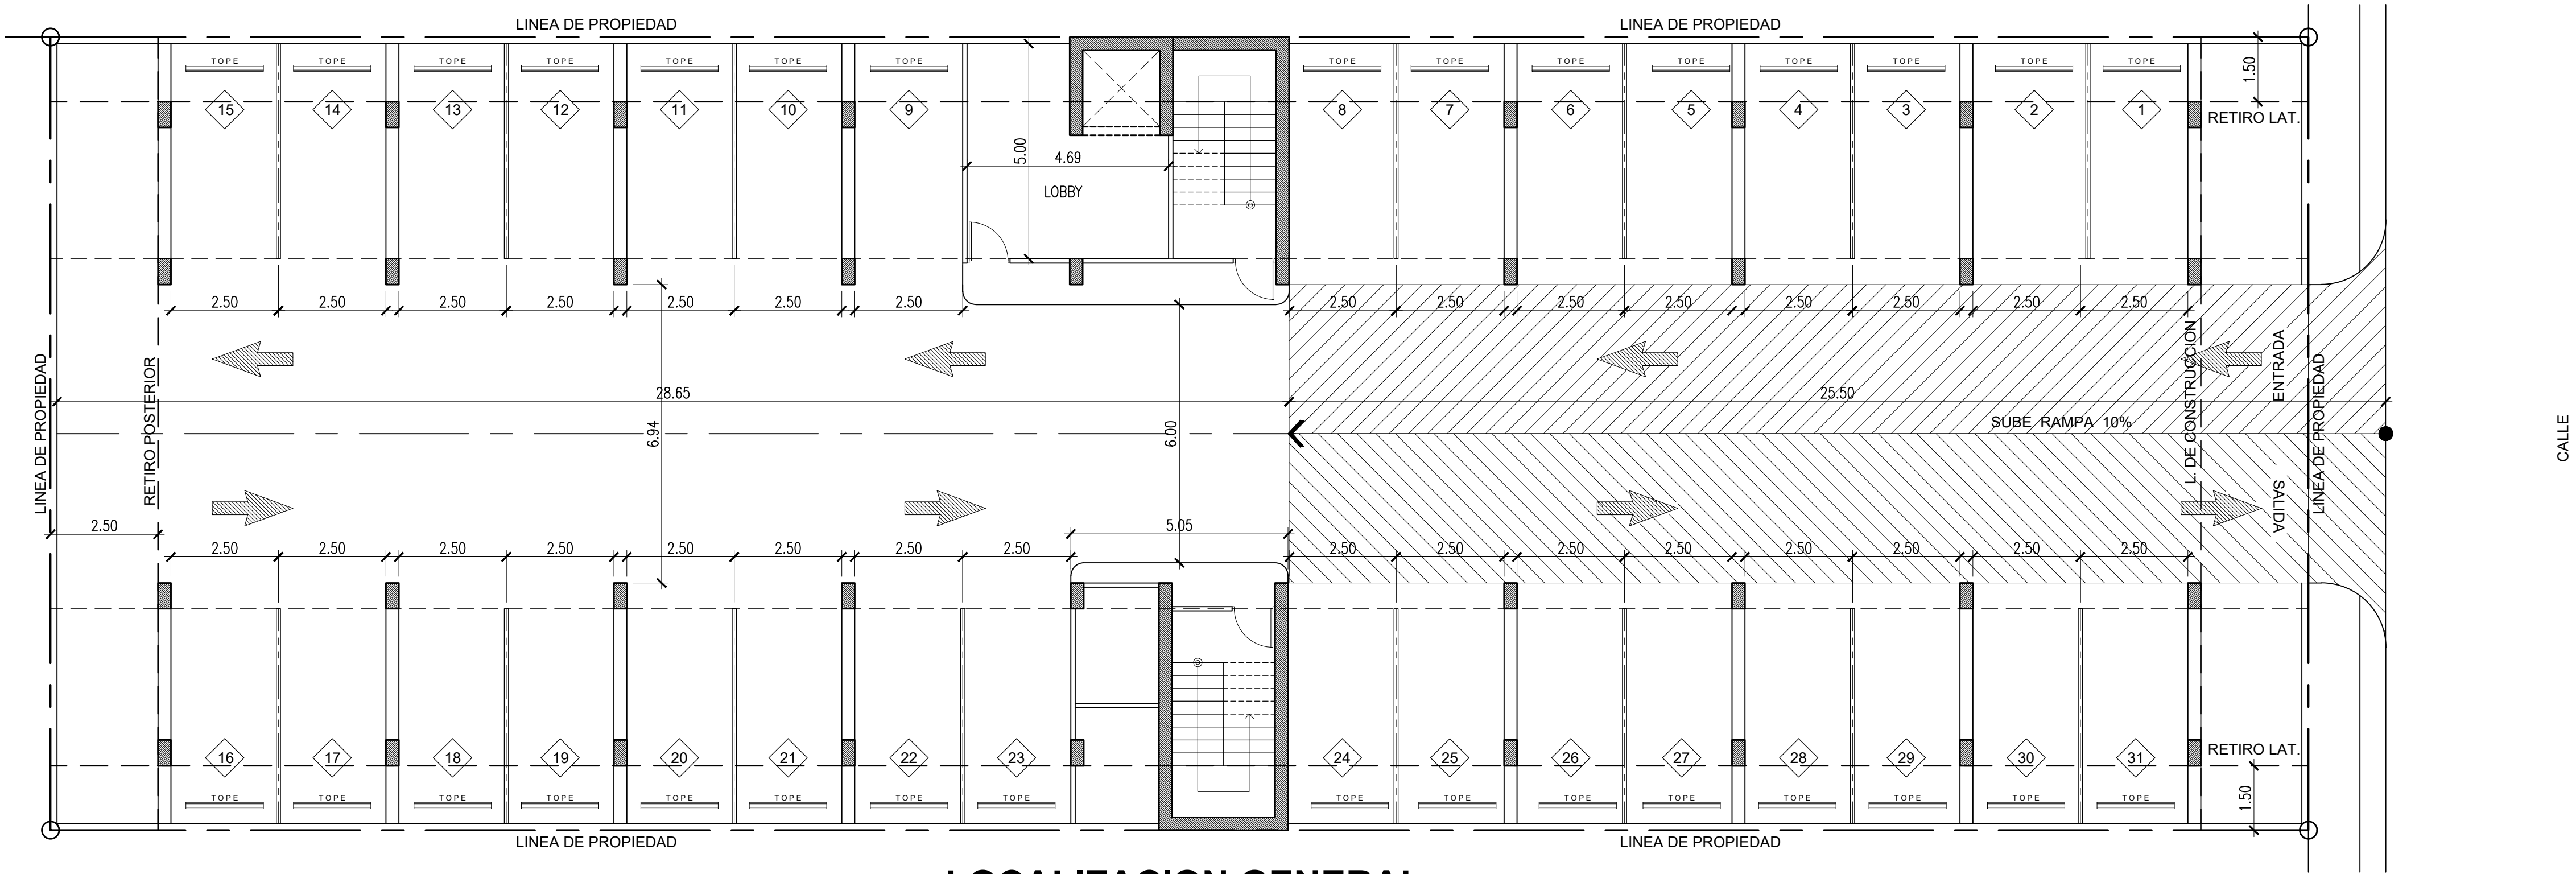 LINEA DE PROPIEDAD LINEA DE PROPIEDAD
TOPE TOPE TOPE TOPE TOPE TOPE TOPE TOPE TOPE TOPE TOPE TOPE TOPE TOPE TOPE
15 14 13 12 11 10 9 8 7 6 5 4 3 2 1
1.50
RETIRO LAT.
5.00
4.69
LOBBY
2.50 2.50 2.50 2.50 2.50 2.50 2.50 2.50 2.50 2.50 2.50 2.50 2.50 2.50 2.50
LINEA DE PROPIEDAD
RETIRO POSTERIOR
28.65
6.94
6.00
25.50
SUBE RAMPA 10%
L. DE CONSTRUCCION
ENTRADA
SALIDA
LINEA DE PROPIEDAD
CALLE
2.50
5.05
2.50 2.50 2.50 2.50 2.50 2.50 2.50 2.50 2.50 2.50 2.50 2.50 2.50 2.50 2.50 2.50
RETIRO LAT.
16 17 18 19 20 21 22 23 24 25 26 27 28 29 30 31
TOPE TOPE TOPE TOPE TOPE TOPE TOPE TOPE TOPE TOPE TOPE TOPE TOPE TOPE TOPE TOPE
1.50
LINEA DE PROPIEDAD LINEA DE PROPIEDAD
LOCALIZACION GENERAL